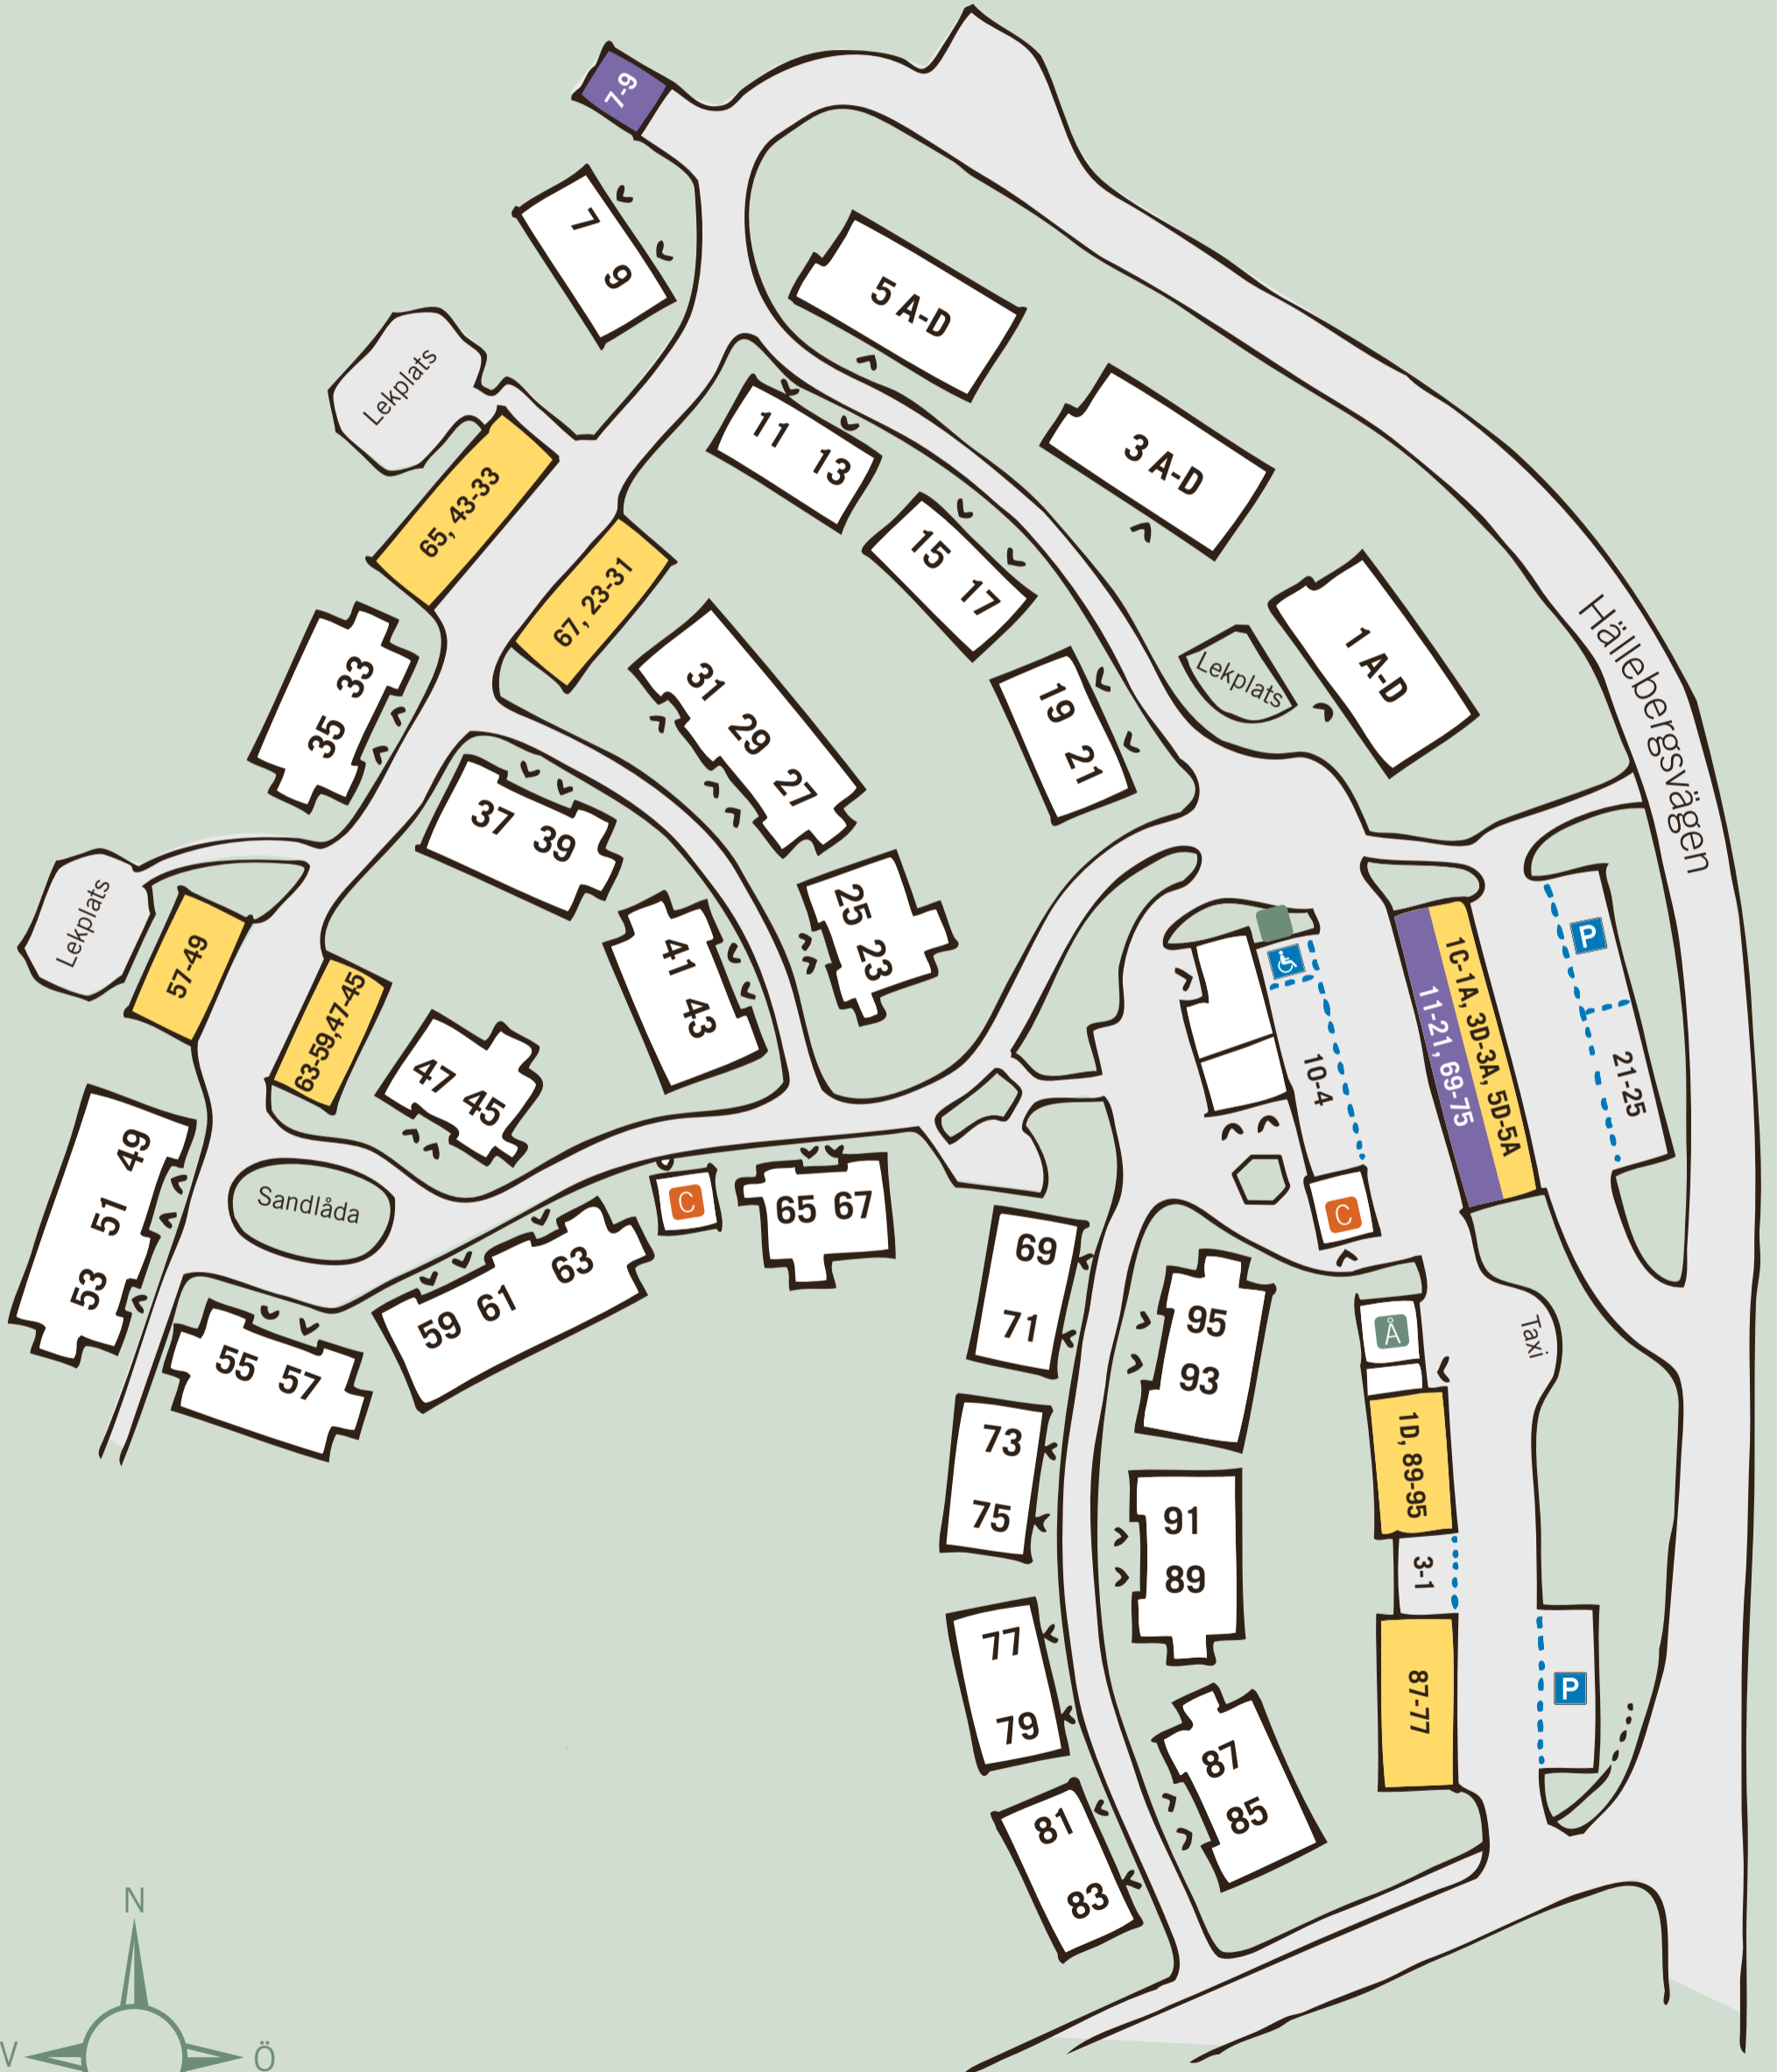 7-9
7
9
5 A-D
Lekplats
11 13
3 A-D
65, 43-33
15 17
67, 23-31
Hällebergsvägen
1 A-D
Lekplats
33
35
31
29
27
19
21
37 39
25
23
Lekplats
57-49
41
43
P
1C-1A, 3D-3A, 5D-5A
11-21, 69-75
63-59,47-45
47
45
10-4
21-25
49
51
53
Sandlåda
C
65 67
C
59 61 63
69
71
95
93
Å
Taxi
55 57
73
75
1D, 89-95
91
89
3-1
77
79
87-77
P
87
85
81
83
N
V
Ö